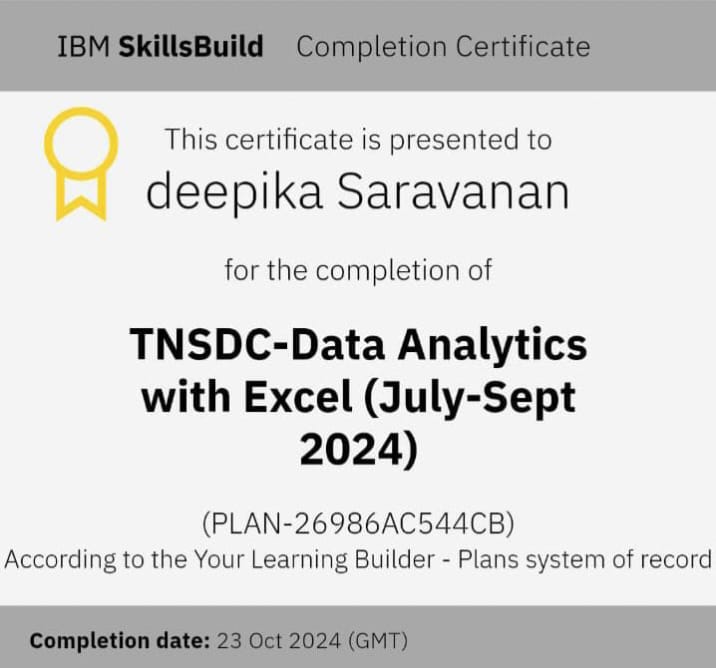 IBM SkillsBuild Completion Certificate
This certificate is presented to
deepika Saravanan
for the completion of
TNSDC-Data Analytics
with Excel (July-Sept
2024)
(PLAN-26986AC544CB)
According to the Your Learning Builder - Plans system of record
Completion date: 23 Oct 2024 (GMT)